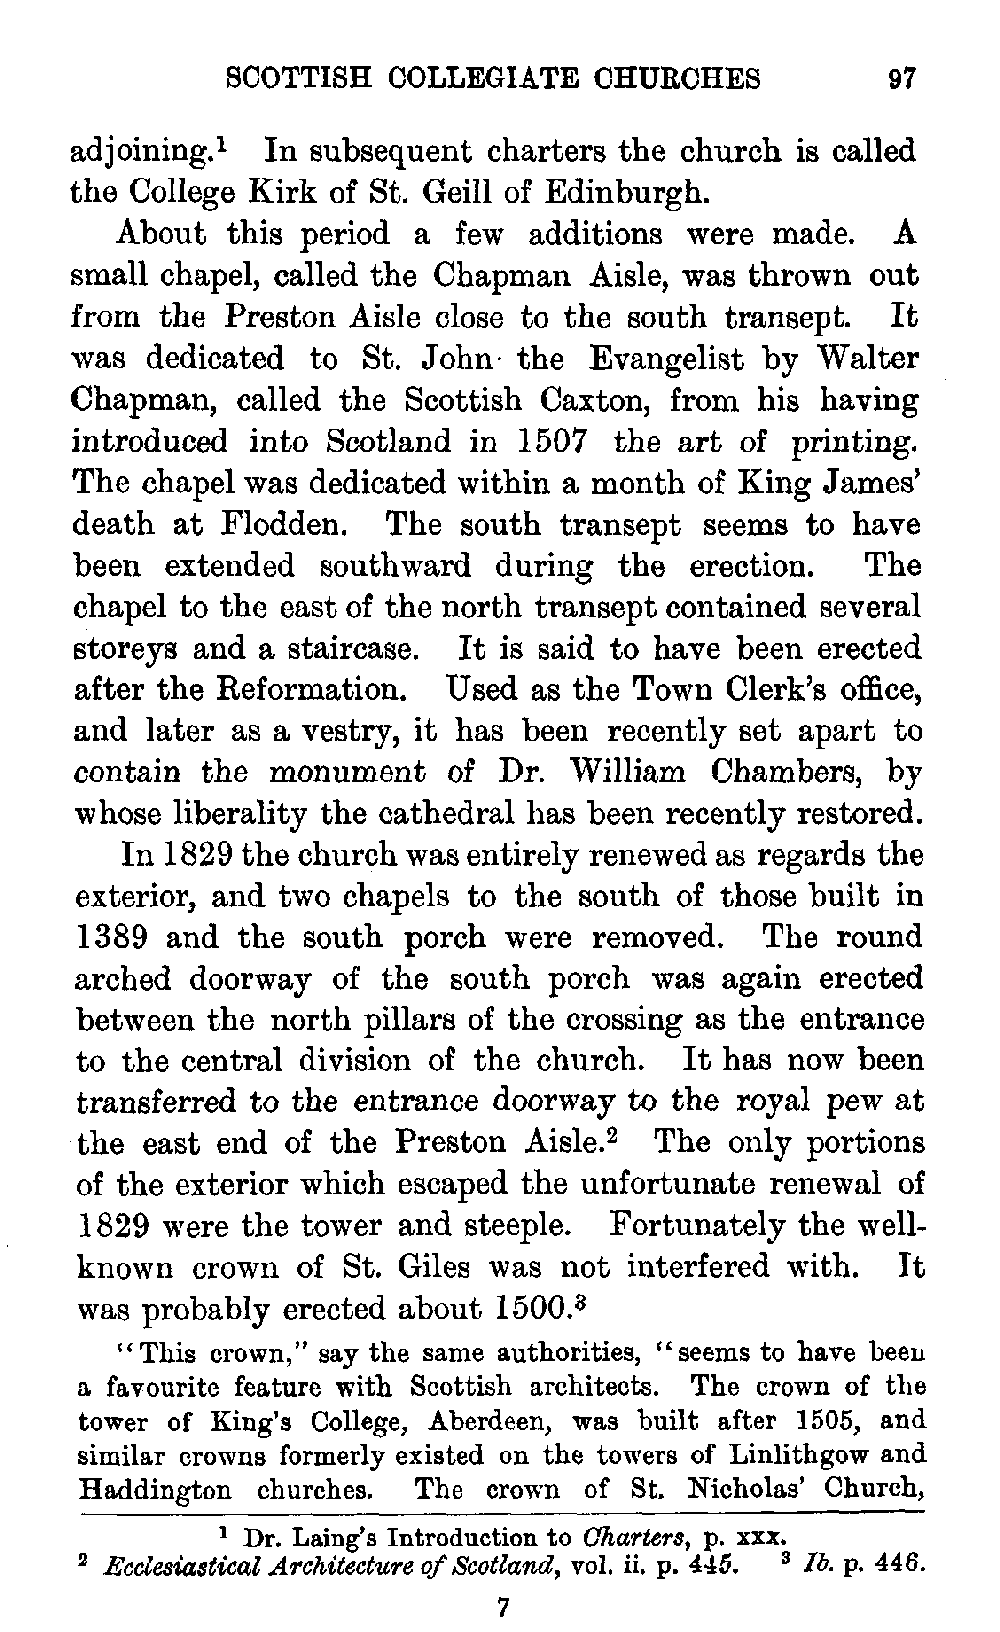 SCOTTISH COLLEGIATE CHURCHES 97
adjoining.¹ In subsequent charters the church is called
the College Kirk of St. Geill of Edinburgh.
About this period a few additions were made. A
small chapel, called the Chapman Aisle, was thrown out
from the Preston Aisle close to the south transept. It
was dedicated to St. John the Evangelist by Walter
Chapman, called the Scottish Caxton, from his having
introduced into Scotland in 1507 the art of printing.
The chapel was dedicated within a month of King James'
death at Flodden. The south transept seems to have
been extended southward during the erection. The
chapel to the east of the north transept contained several
storeys and a staircase. It is said to have been erected
after the Reformation. Used as the Town Clerk's office,
and later as a vestry, it has been recently set apart to
contain the monument of Dr. William Chambers, by
whose liberality the cathedral has been recently restored.
In 1829 the church was entirely renewed as regards the
exterior, and two chapels to the south of those built in
1389 and the south porch were removed. The round
arched doorway of the south porch was again erected
between the north pillars of the crossing as the entrance
to the central division of the church. It has now been
transferred to the entrance doorway to the royal pew at
the east end of the Preston Aisle.² The only portions
of the exterior which escaped the unfortunate renewal of
1829 were the tower and steeple. Fortunately the well-
known crown of St. Giles was not interfered with. It
was probably erected about 1500.³
"This crown," say the same authorities, "seems to have been
a favourite feature with Scottish architects. The crown of the
tower of King's College, Aberdeen, was built after 1505, and
similar crowns formerly existed on the towers of Linlithgow and
Haddington churches. The crown of St. Nicholas' Church,
¹ Dr. Laing's Introduction to Charters, p. xxx.
² Ecclesiastical Architecture of Scotland, vol. ii. p. 445. ³ Ib. p. 446.
7